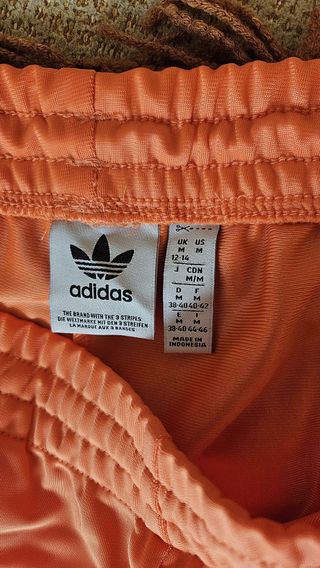 adidas
THE BRAND WITH THE 3 STRIPES
DIE WELTMARKE MIT DEN 3 STREIFEN
LA MARQUE AUX 3 BANDES
UK US
M M
12-14
J CDN
M M/M
D F
M M
38-40 40-42
E I
M M
38-40 44-46
MADE IN
INDONESIA